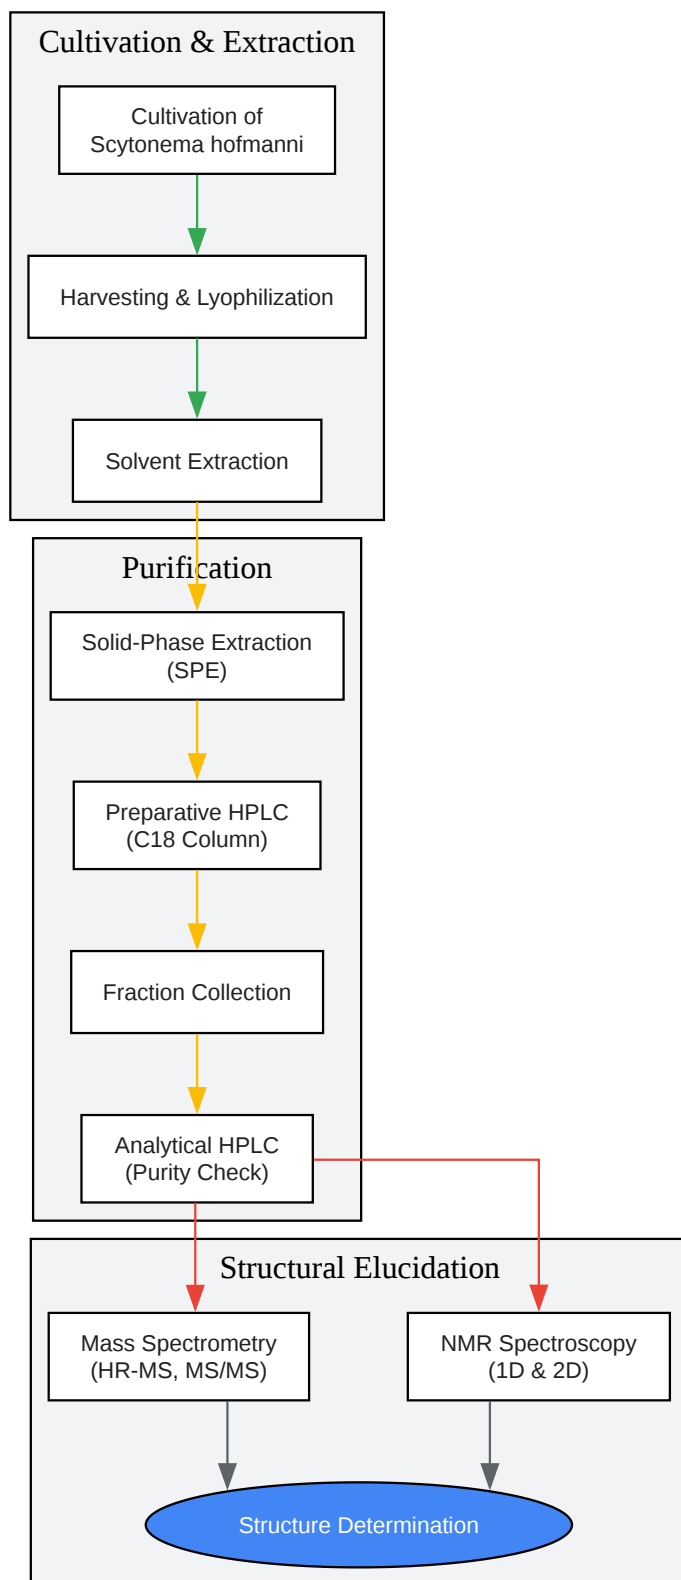 Cultivation & Extraction
Cultivation of
Scytonema hofmanni
Harvesting & Lyophilization
Solvent Extraction
Purification
Solid-Phase Extraction
(SPE)
Preparative HPLC
(C18 Column)
Fraction Collection
Analytical HPLC
(Purity Check)
Structural Elucidation
Mass Spectrometry
(HR-MS, MS/MS)
NMR Spectroscopy
(1D & 2D)
Structure Determination